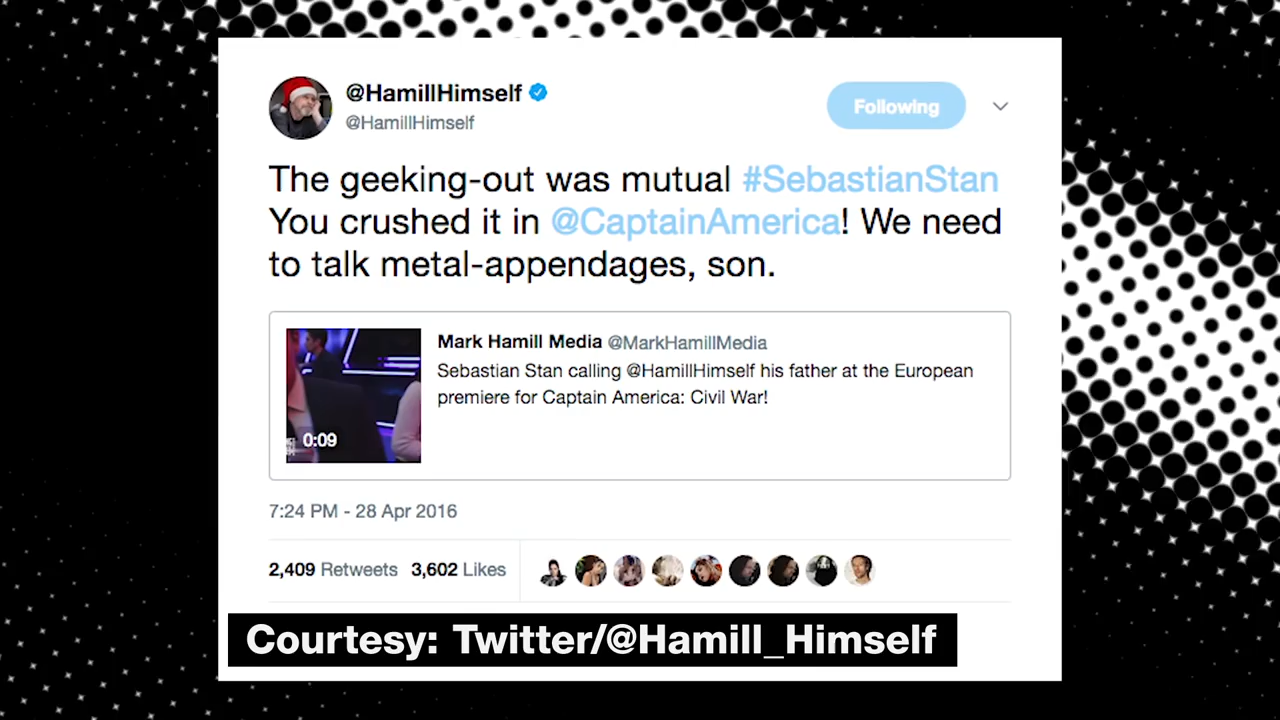 @HamillHimself
@HamillHimself
Following
The geeking-out was mutual #SebastianStan
You crushed it in @CaptainAmerica! We need
to talk metal-appendages, son.
Mark Hamill Media @MarkHamillMedia
Sebastian Stan calling @HamillHimself his father at the European
premiere for Captain America: Civil War!
0:09
7:24 PM - 28 Apr 2016
2,409 Retweets 3,602 Likes
Courtesy: Twitter/@Hamill_Himself